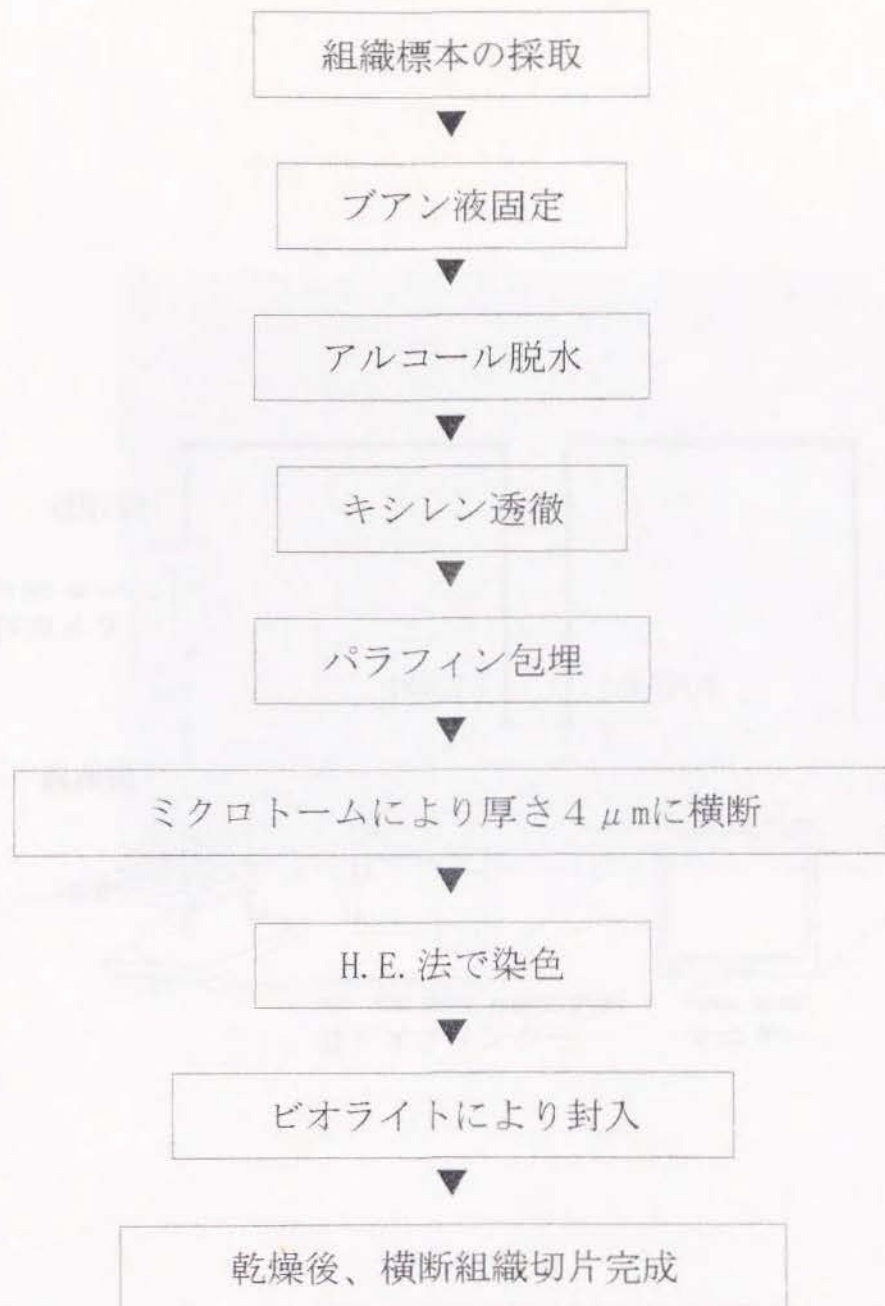 組織標本の採取
▼
ブアン液固定
▼
アルコール脱水
▼
キシレン透徹
▼
パラフィン包埋
▼
ミクロトームにより厚さ4μmに横断
▼
H.E.法で染色
▼
ビオライトにより封入
▼
乾燥後、横断組織切片完成